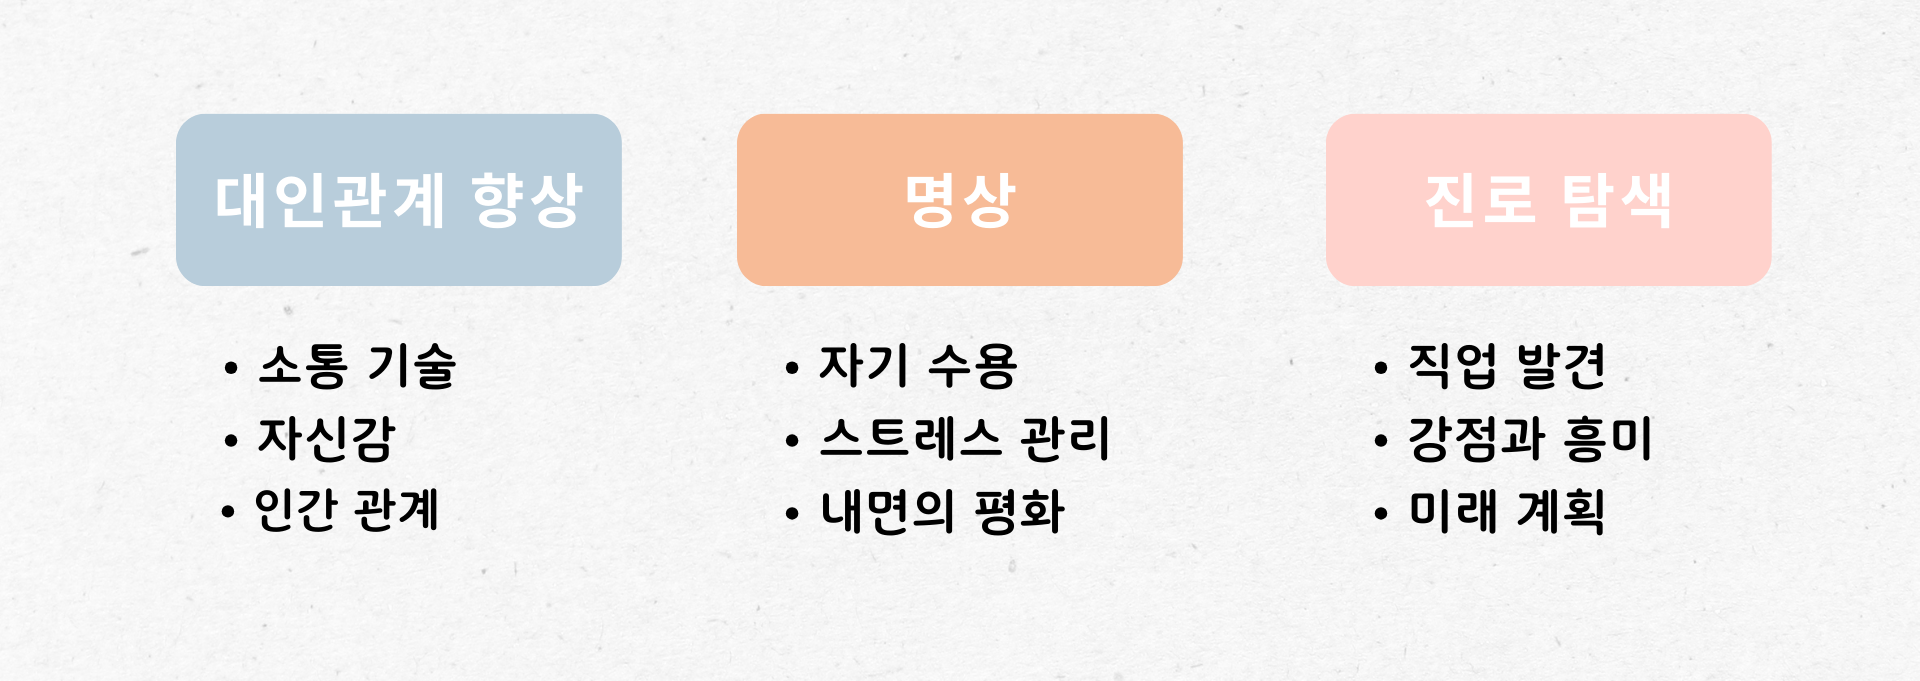 대인관계 향상
• 소통 기술
• 자신감
• 인간 관계
명상
• 자기 수용
• 스트레스 관리
• 내면의 평화
진로 탐색
• 직업 발견
• 강점과 흥미
• 미래 계획